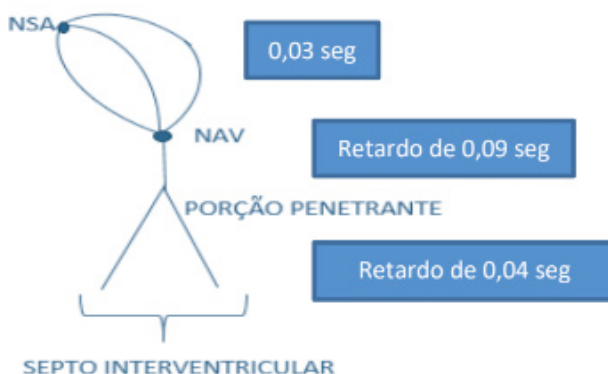 NSA
0,03 seg
NAV
Retardo de 0,09 seg
PORÇÃO PENETRANTE
Retardo de 0,04 seg
SEPTO INTERVENTRICULAR